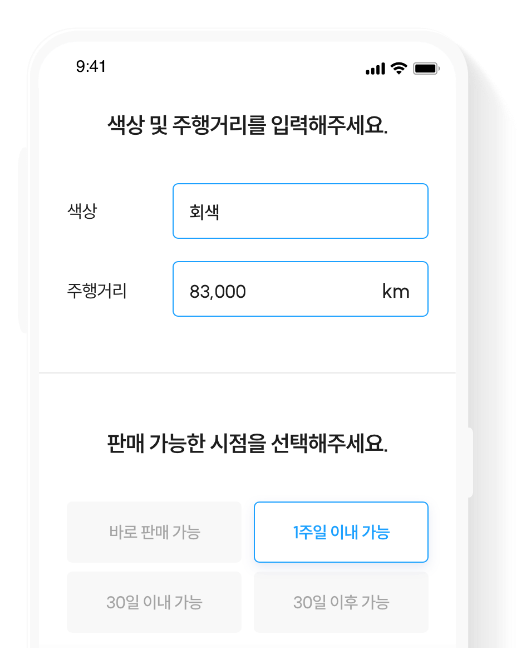 9:41
색상 및 주행거리를 입력해주세요.
색상 회색
주행거리 83,000 km
판매 가능한 시점을 선택해주세요.
바로 판매 가능 1주일 이내 가능
30일 이내 가능 30일 이후 가능